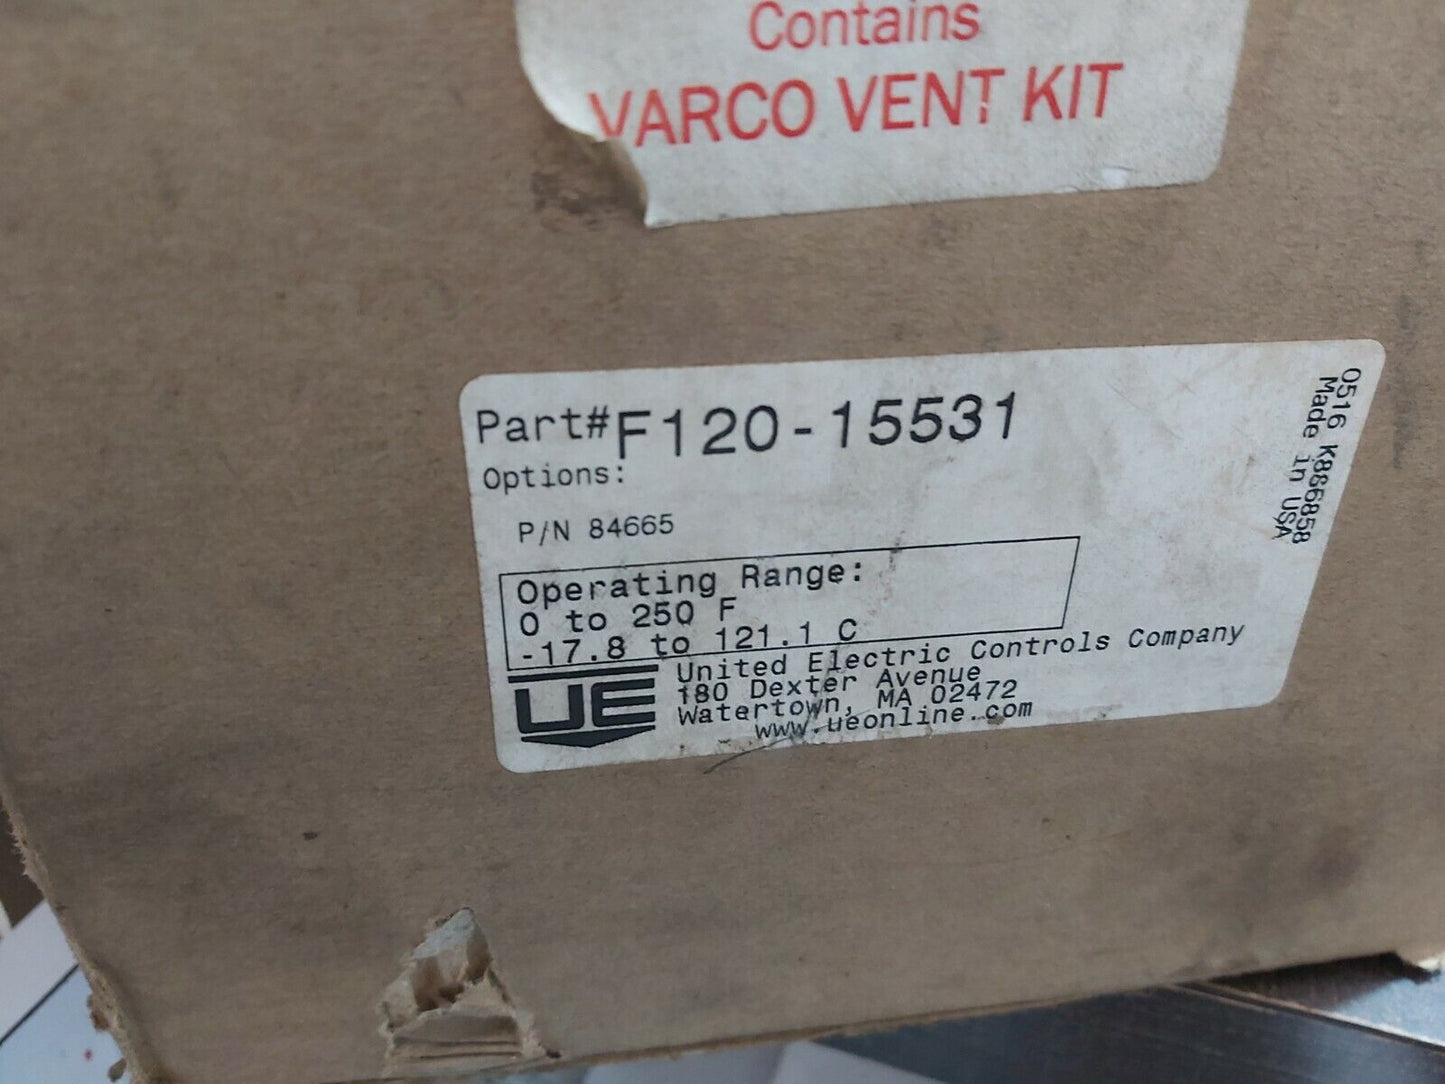 Contains
VARCO VENT KIT
Part# F120-15531
Options:
P/N 84665
Operating Range:
0 to 250 F
-17.8 to 121.1 C
UE
United Electric Controls Company
180 Dexter Avenue
Watertown, MA 02472
www.ueonline.com
0516 K886858
Made in USA